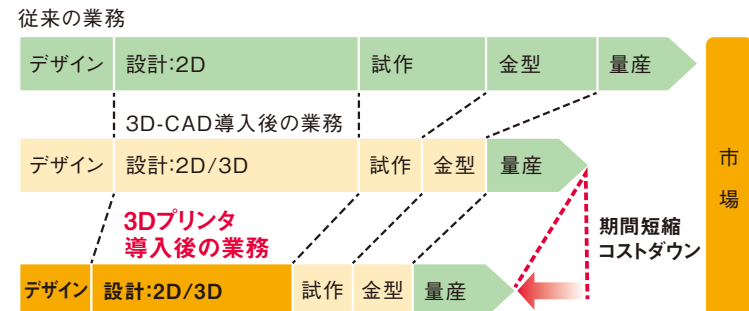 従来の業務
デザイン 設計:2D 試作 金型 量産
3D-CAD導入後の業務
デザイン 設計:2D/3D 試作 金型 量産
3Dプリンタ
導入後の業務
デザイン 設計:2D/3D 試作 金型 量産
期間短縮
コストダウン
市
場